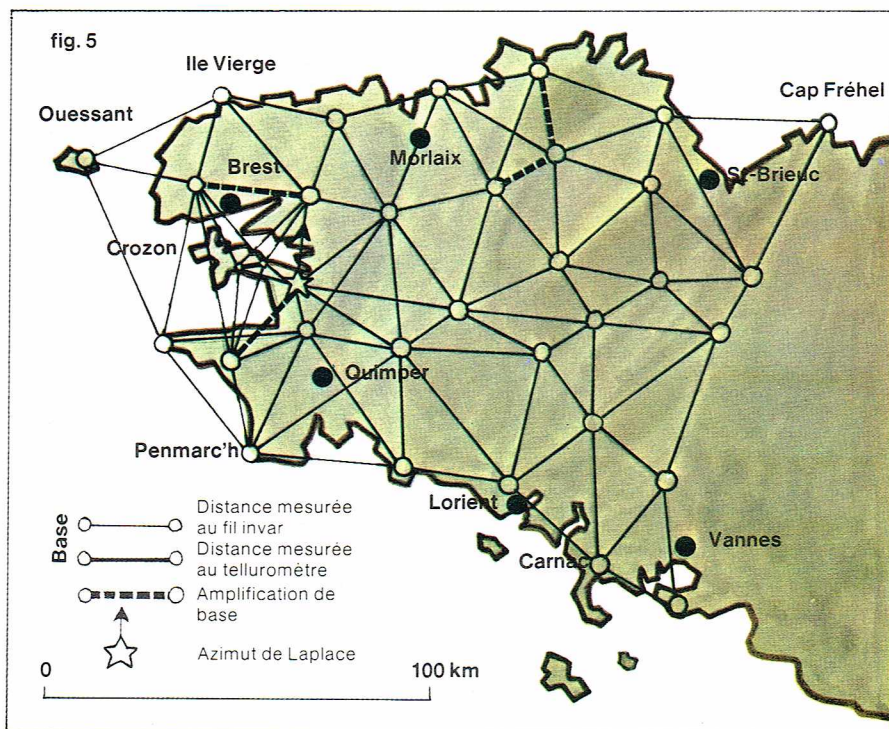 fig. 5
Ile Vierge
Cap Fréhel
Ouessant
Morlaix
Brest
St-Brieuc
Crozon
Quimper
Penmarc'h
Lorient
Vannes
Carnac
Base
Distance mesurée
au fil invar
Distance mesurée
au telluromètre
Amplification de
base
Azimut de Laplace
0
100 km